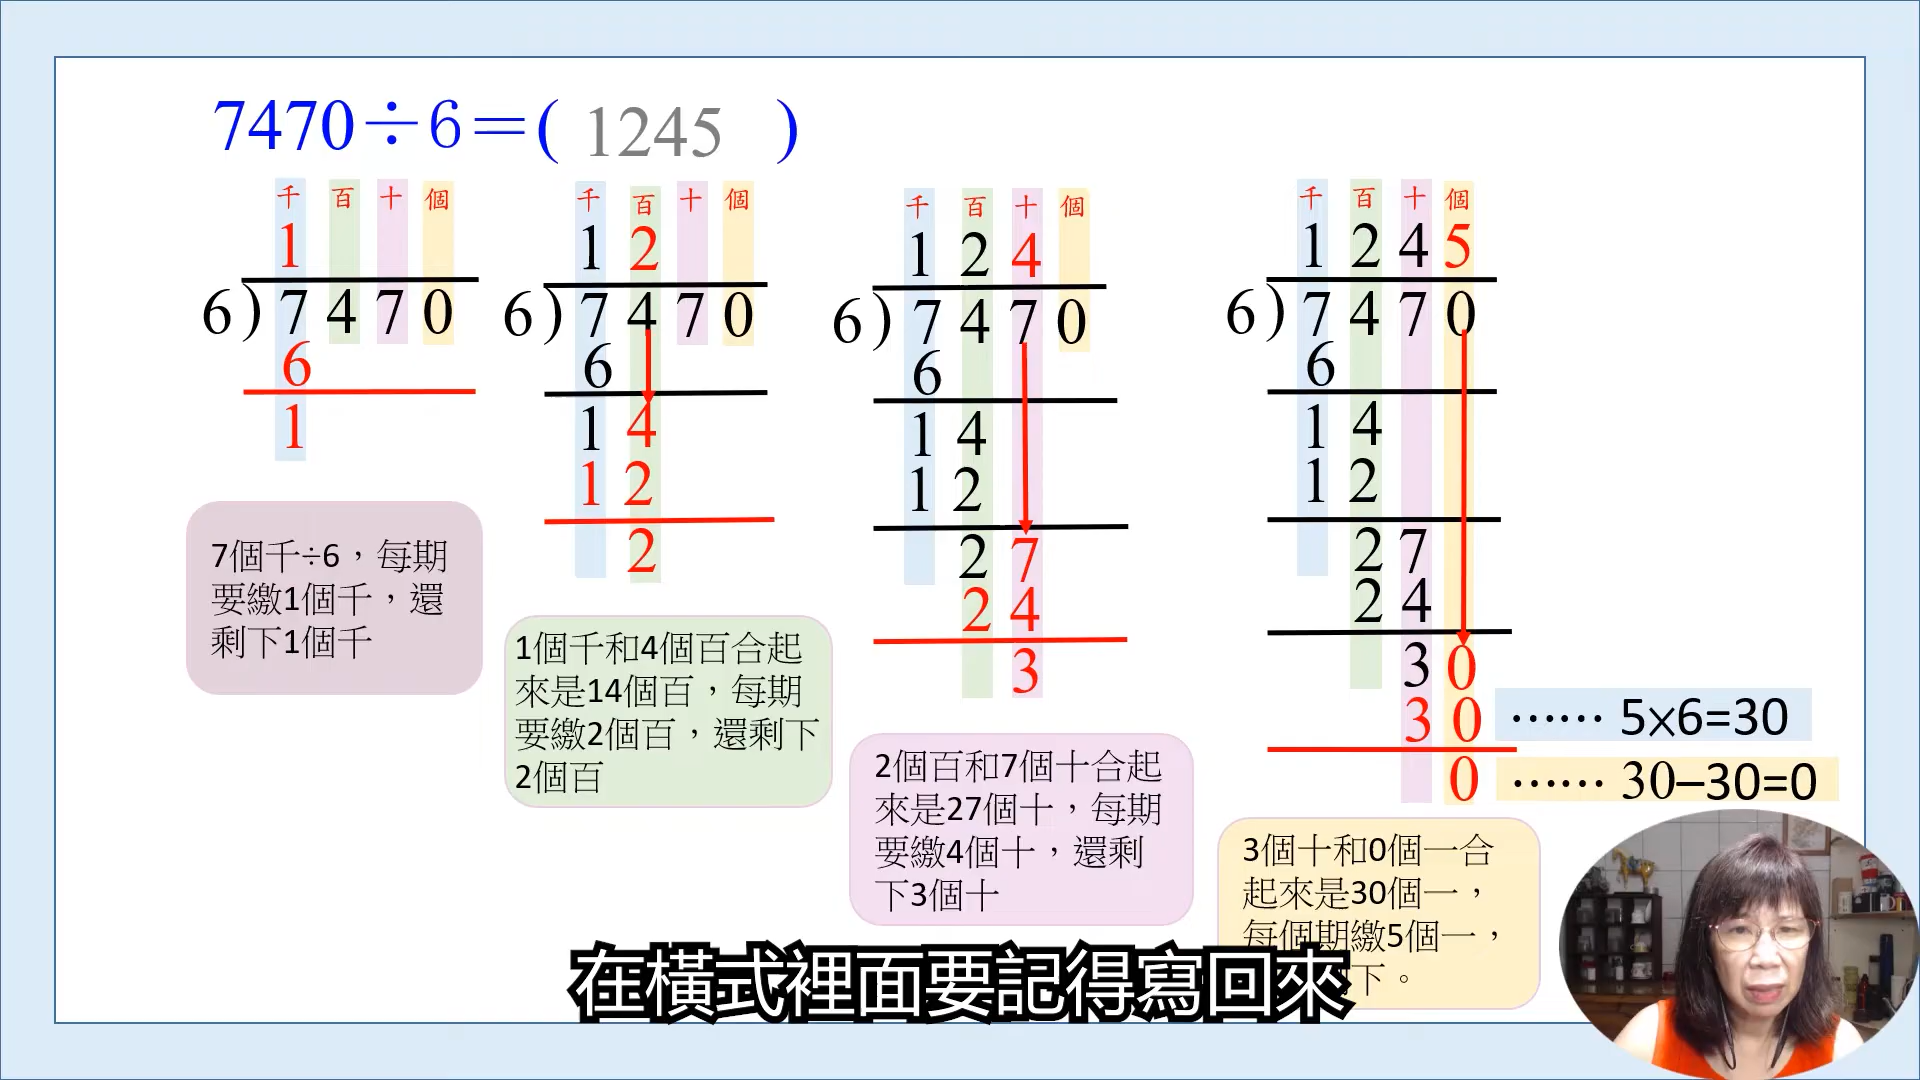 7470÷6=( 1245 )
千 百 十 個
1
6)7470
6
1
7個千÷6，每期
要繳1個千，還
剩下1個千
千 百 十 個
12
6)7470
6
14
12
2
1個千和4個百合起
來是14個百，每期
要繳2個百，還剩下
2個百
千 百 十 個
124
6)7470
6
14
12
27
24
3
2個百和7個十合起
來是27個十，每期
要繳4個十，還剩
下3個十
千 百 十 個
1245
6)7470
6
14
12
27
24
30
30 …… 5×6=30
0 …… 30−30=0
3個十和0個一合
起來是30個一，
每個期繳5個一，
下。
在橫式裡面要記得寫回來